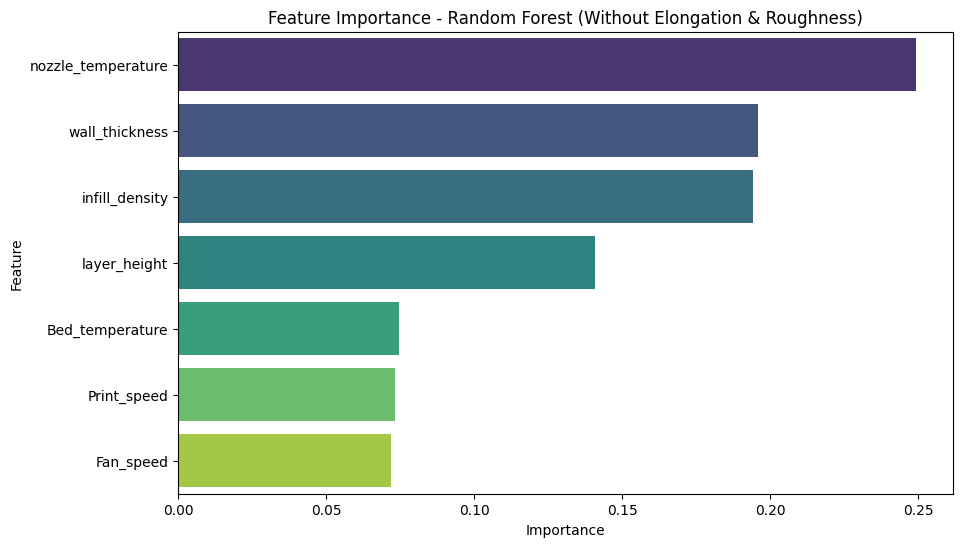 Feature Importance - Random Forest (Without Elongation & Roughness)
nozzle_temperature
wall_thickness
infill_density
layer_height
Bed_temperature
Print_speed
Fan_speed
Feature
0.00 0.05 0.10 0.15 0.20 0.25
Importance